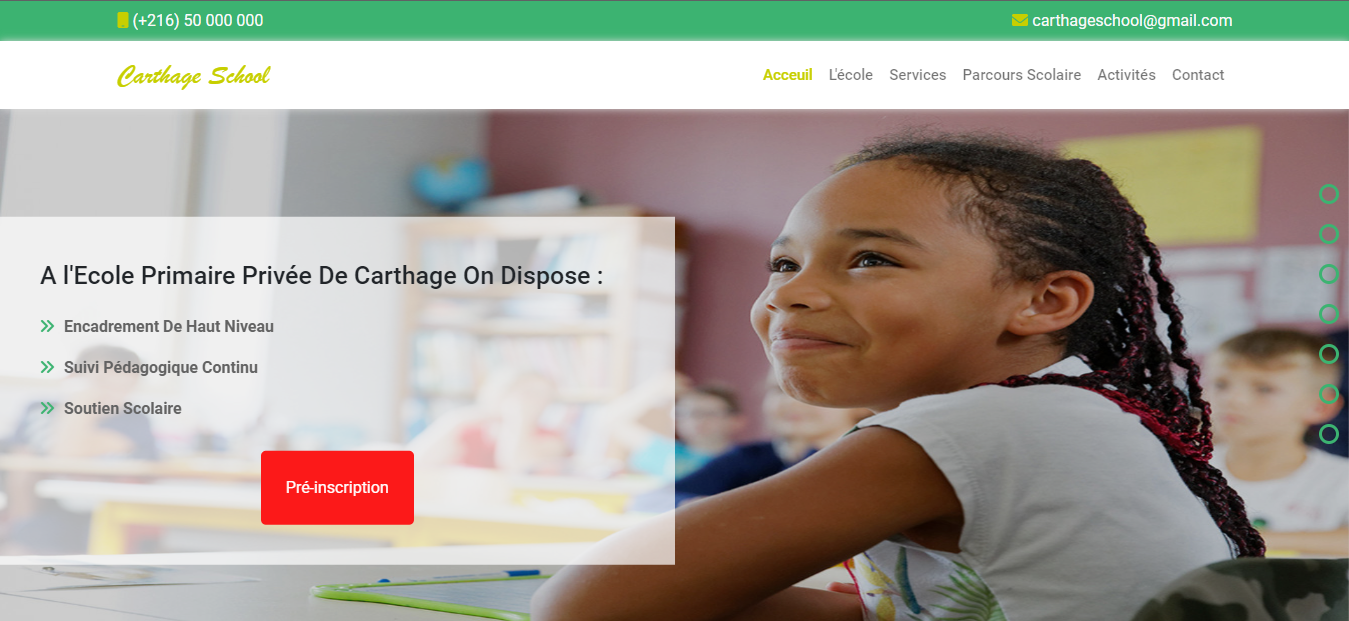 (+216) 50 000 000
carthageschool@gmail.com
Carthage School
Acceuil L'école Services Parcours Scolaire Activités Contact
A l'Ecole Primaire Privée De Carthage On Dispose :
Encadrement De Haut Niveau
Suivi Pédagogique Continu
Soutien Scolaire
Pré-inscription